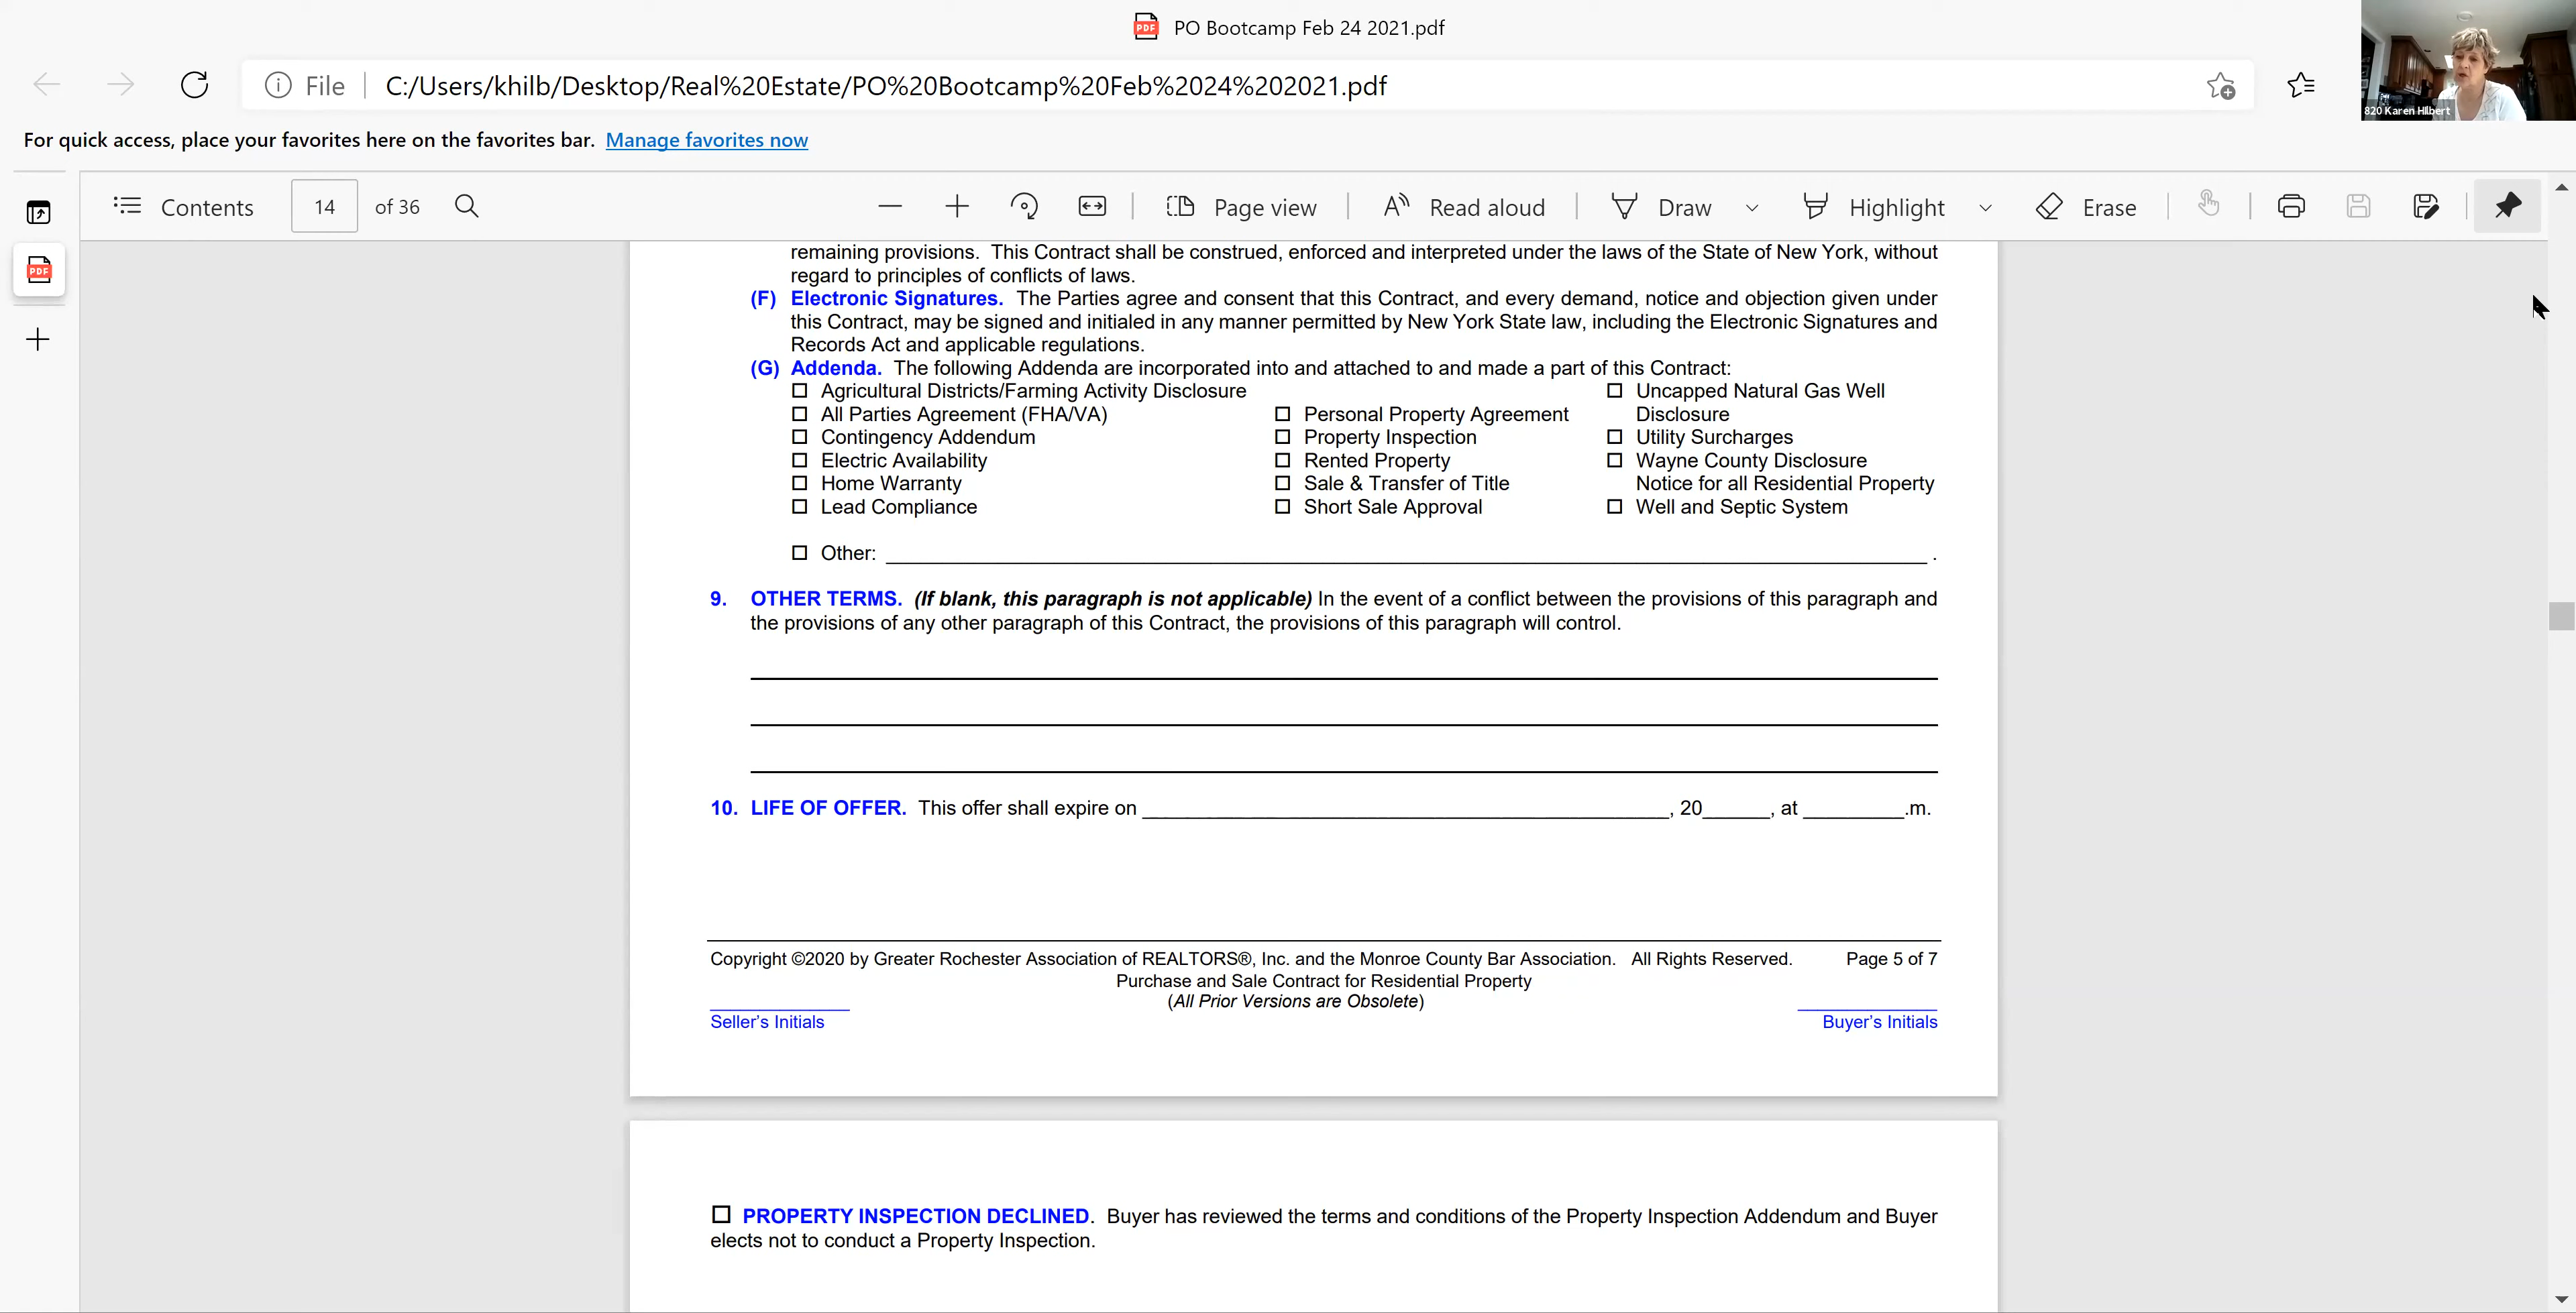 PO Bootcamp Feb 24 2021.pdf
File C:/Users/khilb/Desktop/Real%20Estate/PO%20Bootcamp%20Feb%2024%202021.pdf
820 Karen Hilbert
For quick access, place your favorites here on the favorites bar. Manage favorites now
Contents 14 of 36 Page view Read aloud Draw Highlight Erase
remaining provisions. This Contract shall be construed, enforced and interpreted under the laws of the State of New York, without
regard to principles of conflicts of laws.
(F) Electronic Signatures. The Parties agree and consent that this Contract, and every demand, notice and objection given under
this Contract, may be signed and initialed in any manner permitted by New York State law, including the Electronic Signatures and
Records Act and applicable regulations.
(G) Addenda. The following Addenda are incorporated into and attached to and made a part of this Contract:
☐ Agricultural Districts/Farming Activity Disclosure ☐ Uncapped Natural Gas Well
☐ All Parties Agreement (FHA/VA) ☐ Personal Property Agreement Disclosure
☐ Contingency Addendum ☐ Property Inspection ☐ Utility Surcharges
☐ Electric Availability ☐ Rented Property ☐ Wayne County Disclosure
☐ Home Warranty ☐ Sale & Transfer of Title Notice for all Residential Property
☐ Lead Compliance ☐ Short Sale Approval ☐ Well and Septic System
☐ Other: ____________________ .
9. OTHER TERMS. (If blank, this paragraph is not applicable) In the event of a conflict between the provisions of this paragraph and
the provisions of any other paragraph of this Contract, the provisions of this paragraph will control.
10. LIFE OF OFFER. This offer shall expire on ____________________, 20______, at _________.m.
Copyright ©2020 by Greater Rochester Association of REALTORS®, Inc. and the Monroe County Bar Association. All Rights Reserved. Page 5 of 7
Purchase and Sale Contract for Residential Property
(All Prior Versions are Obsolete)
Seller's Initials Buyer's Initials
☐ PROPERTY INSPECTION DECLINED. Buyer has reviewed the terms and conditions of the Property Inspection Addendum and Buyer
elects not to conduct a Property Inspection.